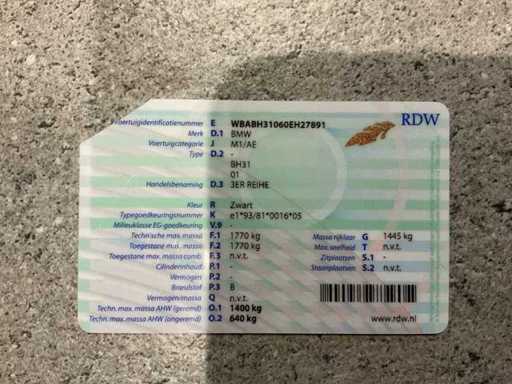 Voertuigidentificatienummer E WBABH31060EH27891
RDW
Merk D.1 BMW
Voertuigcategorie J M1/AE
Type D.2 -
BH31
01
Handelsbenaming D.3 3ER REIHE
Kleur R Zwart
Typegoedkeuringsnummer K e1*93/81*0016*05
Milieuklasse EG-goedkeuring V.9 -
Technische max. massa F.1 1770 kg Massa rijklaar G 1445 kg
Toegestane max. massa F.2 1770 kg Max. snelheid T n.v.t.
Toegestane max. massa comb. F.3 n.v.t. Zitplaatsen S.1 -
Cilinderinhoud P.1 - Staanplaatsen S.2 n.v.t.
Vermogen P.2 -
Brandstof P.3 B
Vermogen/massa Q n.v.t.
Techn. max. massa AHW (geremd) O.1 1400 kg
Techn. max. massa AHW (ongeremd) O.2 640 kg www.rdw.nl